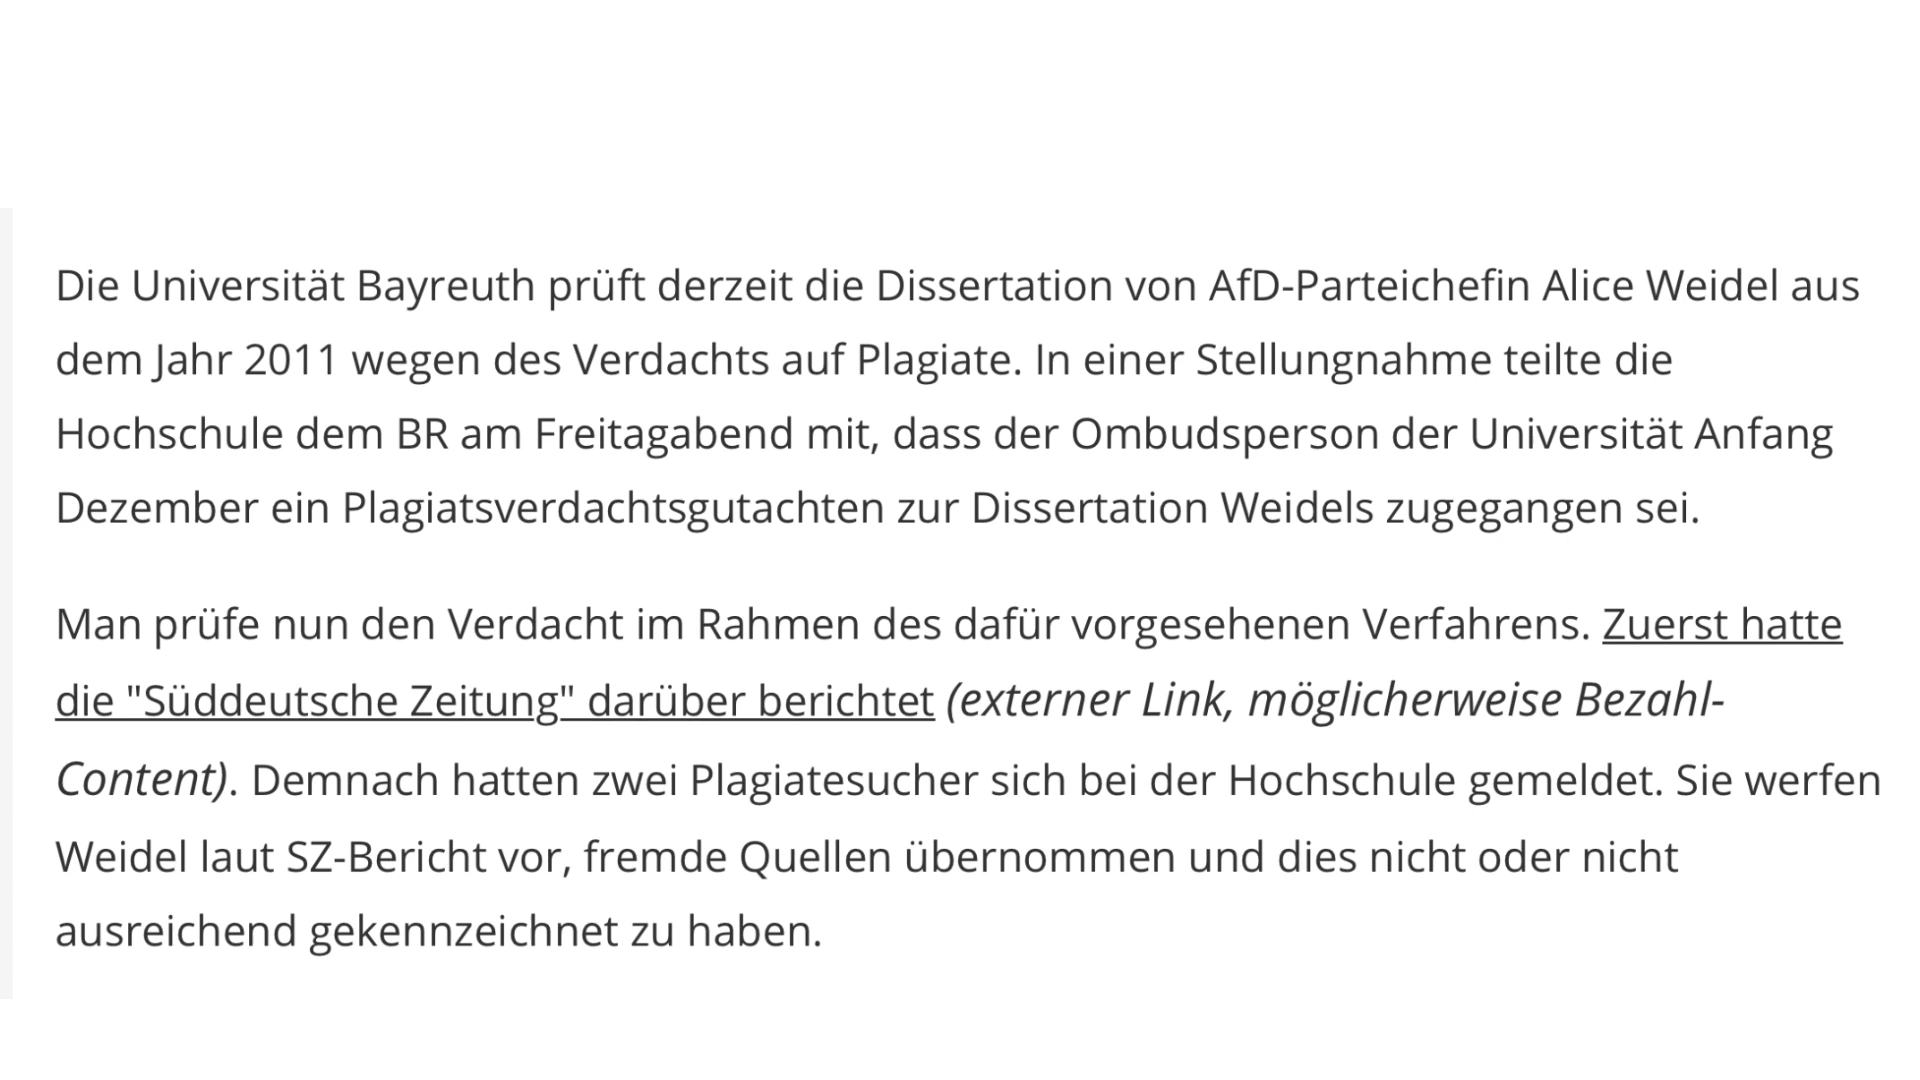 Die Universität Bayreuth prüft derzeit die Dissertation von AfD-Parteichefin Alice Weidel aus
dem Jahr 2011 wegen des Verdachts auf Plagiate. In einer Stellungnahme teilte die
Hochschule dem BR am Freitagabend mit, dass der Ombudsperson der Universität Anfang
Dezember ein Plagiatsverdachtsgutachten zur Dissertation Weidels zugegangen sei.
Man prüfe nun den Verdacht im Rahmen des dafür vorgesehenen Verfahrens. Zuerst hatte
die "Süddeutsche Zeitung" darüber berichtet (externer Link, möglicherweise Bezahl-
Content). Demnach hatten zwei Plagiatesucher sich bei der Hochschule gemeldet. Sie werfen
Weidel laut SZ-Bericht vor, fremde Quellen übernommen und dies nicht oder nicht
ausreichend gekennzeichnet zu haben.